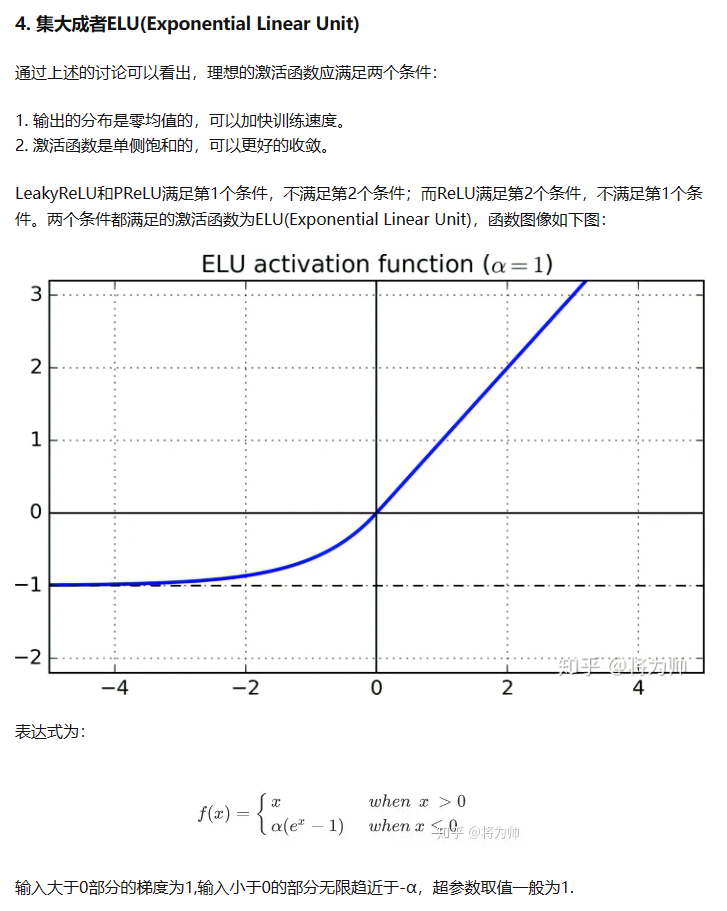 4. 集大成者ELU(Exponential Linear Unit)
通过上述的讨论可以看出，理想的激活函数应满足两个条件：
1. 输出的分布是零均值的，可以加快训练速度。
2. 激活函数是单侧饱和的，可以更好的收敛。
LeakyReLU和PReLU满足第1个条件，不满足第2个条件；而ReLU满足第2个条件，不满足第1个条
件。两个条件都满足的激活函数为ELU(Exponential Linear Unit)，函数图像如下图：
ELU activation function (α=1)
3
2
1
0
−1
−2
−4 −2 0 2 4
知乎 @将为帅
表达式为：
f(x) = { x when x > 0
α(eˣ − 1) when x ≤ 0
知乎 @将为帅
输入大于0部分的梯度为1,输入小于0的部分无限趋近于-α，超参数取值一般为1.